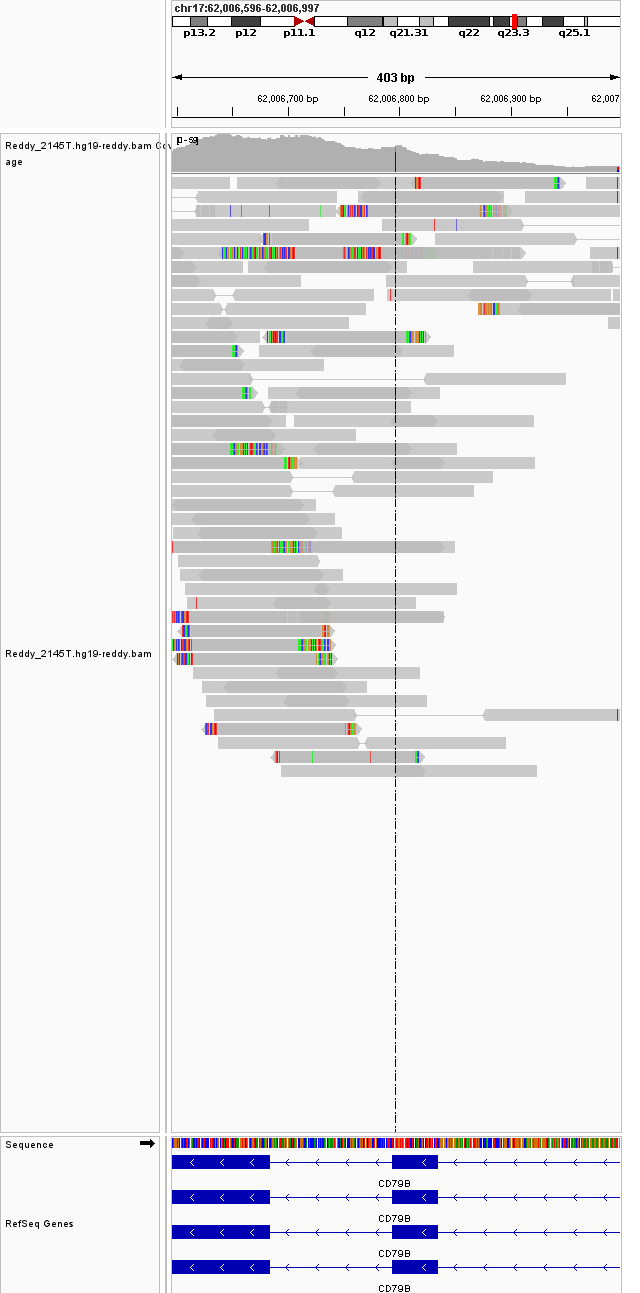 chr17:62,006,596-62,006,997
p13.2 p12 p11.1 q12 q21.31 q22 q23.3 q25.1
403 bp
62,006,700 bp 62,006,800 bp 62,006,900 bp 62,007
Reddy_2145T.hg19-reddy.bam Cov
age
[0-59]
Reddy_2145T.hg19-reddy.bam
Sequence
CD79B
CD79B
RefSeq Genes
CD79B
CD79B